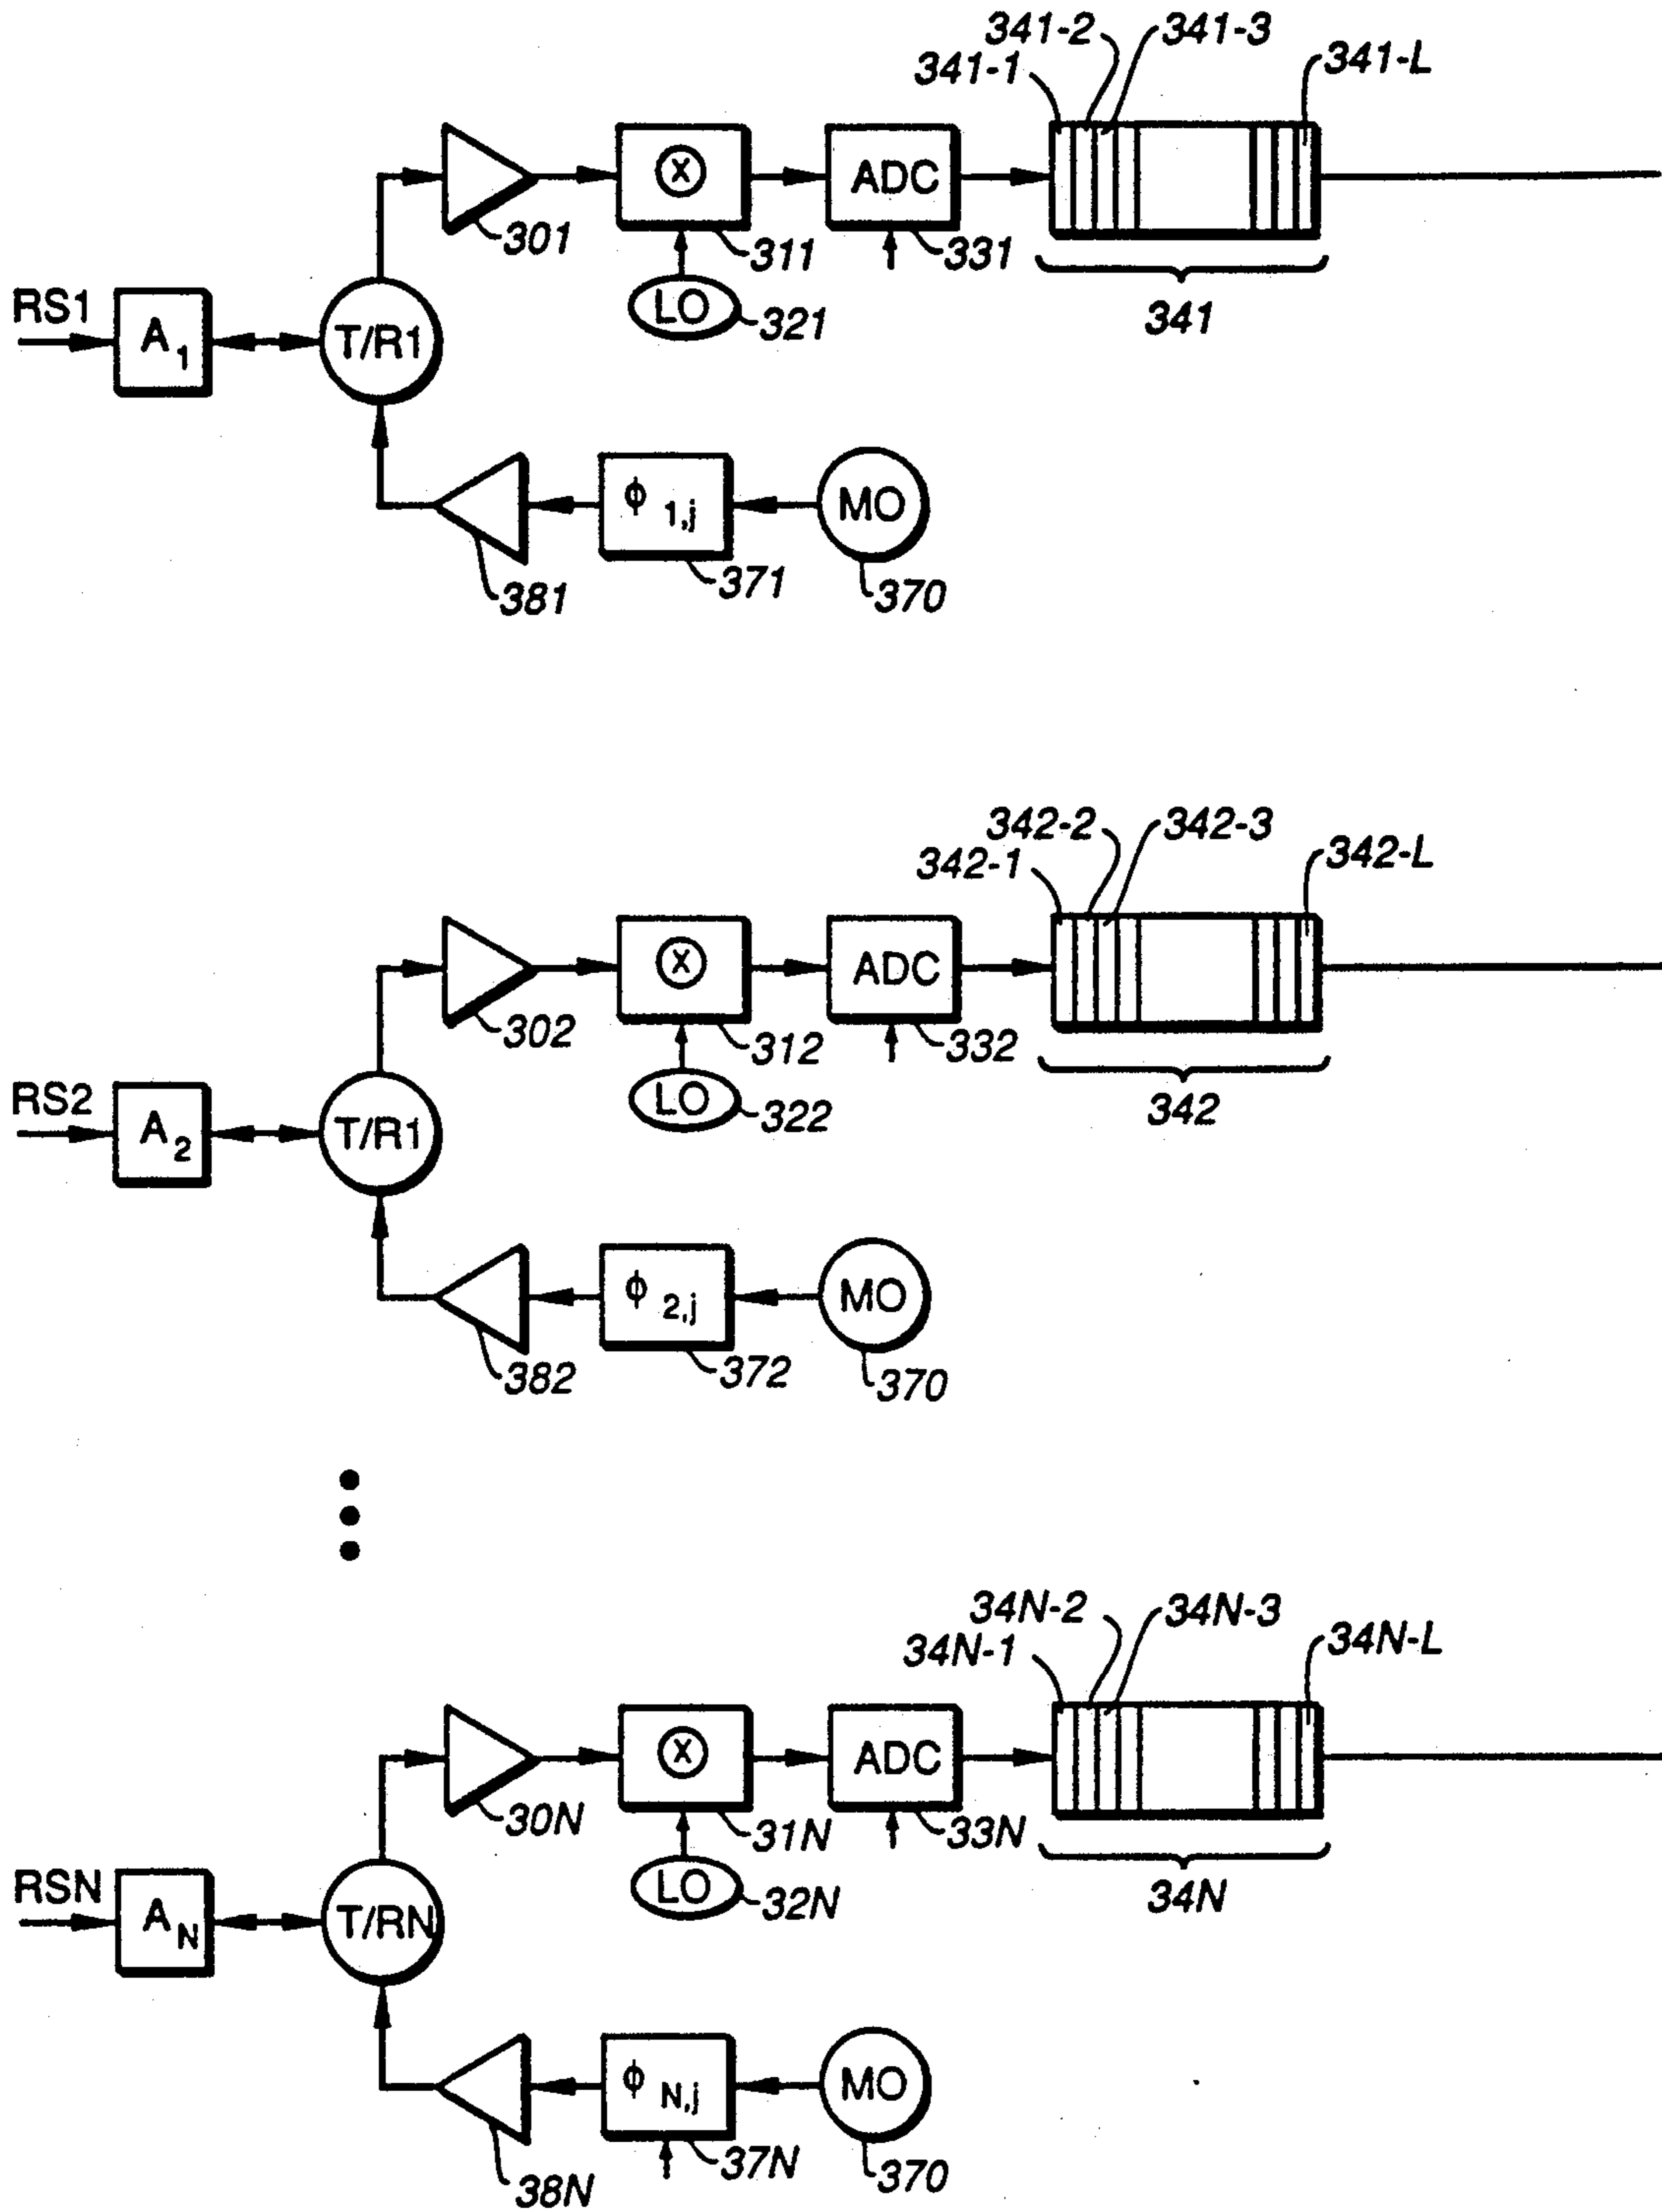 341-2
341-3
341-1
341-L
301
X
311
ADC
331
LO
321
341
RS1
A1
T/R1
ϕ 1,j
MO
381
371
370
342-2
342-3
342-1
342-L
302
X
312
ADC
332
LO
322
342
RS2
A2
T/R1
ϕ 2,j
MO
382
372
370
34N-2
34N-3
34N-1
34N-L
30N
X
31N
ADC
33N
LO
32N
34N
RSN
AN
T/RN
ϕ N,j
MO
38N
37N
370